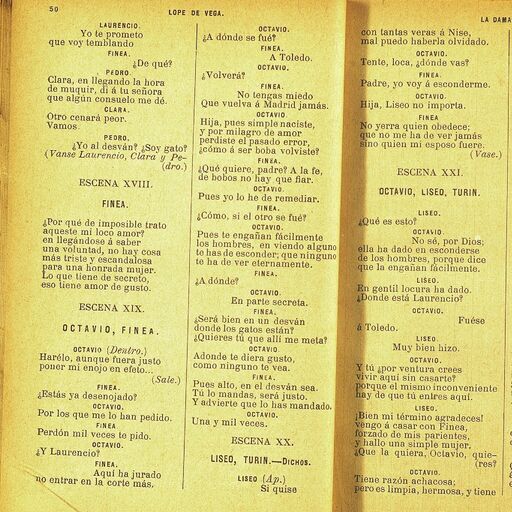 50
LOPE DE VEGA.
LAURENCIO.
Yo te prometo
que voy temblando
FINEA.
¿De qué?
PEDRO.
Clara, en llegando la hora
de muquir, di á tu señora
que algún consuelo me dé.
CLARA.
Otro cenará peor.
Vamos
PEDRO.
¿Yo al desván? ¿Soy gato?
(Vanse Laurencio, Clara y Pe-
dro.)
ESCENA XVIII.
FINEA.
¿Por qué de imposible trato
aqueste mi loco amor?
en llegándose á saber
una voluntad, no hay cosa
más triste y escandalosa
para una honrada mujer.
Lo que tiene de secreto,
eso tiene amor de gusto.
ESCENA XIX.
OCTAVIO, FINEA.
OCTAVIO (Dentro.)
Harélo, aunque fuera justo
poner mi enojo en efeto...
(Sale.)
FINEA.
¿Estás ya desenojado?
OCTAVIO.
Por los que me lo han pedido.
FINEA
Perdón mil veces te pido.
OCTAVIO.
¿Y Laurencio?
FINEA.
Aquí ha jurado
no entrar en la corte más.
OCTAVIO.
¿A dónde se fué?
FINEA.
A Toledo.
OCTAVIO.
¿Volverá?
FINEA.
No tengas miedo
Que vuelva á Madrid jamás.
OCTAVIO
Hija, pues simple naciste,
y por milagro de amor
perdiste el pasado error,
¿cómo á ser boba volviste?
FINEA.
¿Qué quiere, padre? A la fe,
de bobos no hay que fiar.
OCTAVIO.
Pues yo lo he de remediar.
FINEA.
¿Cómo, si el otro se fué?
OCTAVIO.
Pues te engañan fácilmente
los hombres, en viendo alguno
te has de esconder; que ninguno
te ha de ver eternamente.
FINEA.
¿A dónde?
OCTAVIO.
En parte secreta.
FINEA.
¿Será bien en un desván
donde los gatos están?
¿Quieres tú que allí me meta?
OCTAVIO.
Adonde te diera gusto,
como ninguno te vea.
FINEA.
Pues alto, en el desván sea.
Tú lo mandas, será justo.
Y advierte que lo has mandado.
OCTAVIO.
Una y mil veces.
ESCENA XX.
LISEO, TURIN.—DICHOS.
LISEO (Ap.)
Si quise
LA DAMA
con tantas veras á Nise,
mal puedo haberla olvidado.
OCTAVIO.
Tente, loca, ¿dónde vas?
FINEA.
Padre, yo voy á esconderme.
OCTAVIO.
Hija, Liseo no importa.
FINEA
No yerra quien obedece;
que no me ha de ver jamás
sino quien mi esposo fuere.
(Vase.)
ESCENA XXI.
OCTAVIO, LISEO, TURIN.
LISEO.
¿Qué es esto?
OCTAVIO.
No sé, por Dios;
ella ha dado en esconderse
de los hombres, porque dice
que la engañan fácilmente.
LISEO.
En gentil locura ha dado.
¿Donde está Laurencio?
OCTAVIO.
Fuése
á Toledo.
LISEO.
Muy bien hizo.
OCTAVIO.
Y tú ¿por ventura crees
vivir aquí sin casarte?
porque el mismo inconveniente
hay de que tú entres aquí.
LISEO.
¡Bien mi término agradeces!
vengo á casar con Finea,
forzado de mis parientes,
y hallo una simple mujer.
¿Que la quiera, Octavio, quie-
(res?
OCTAVIO.
Tiene razón achacosa;
pero es limpia, hermosa, y tiene